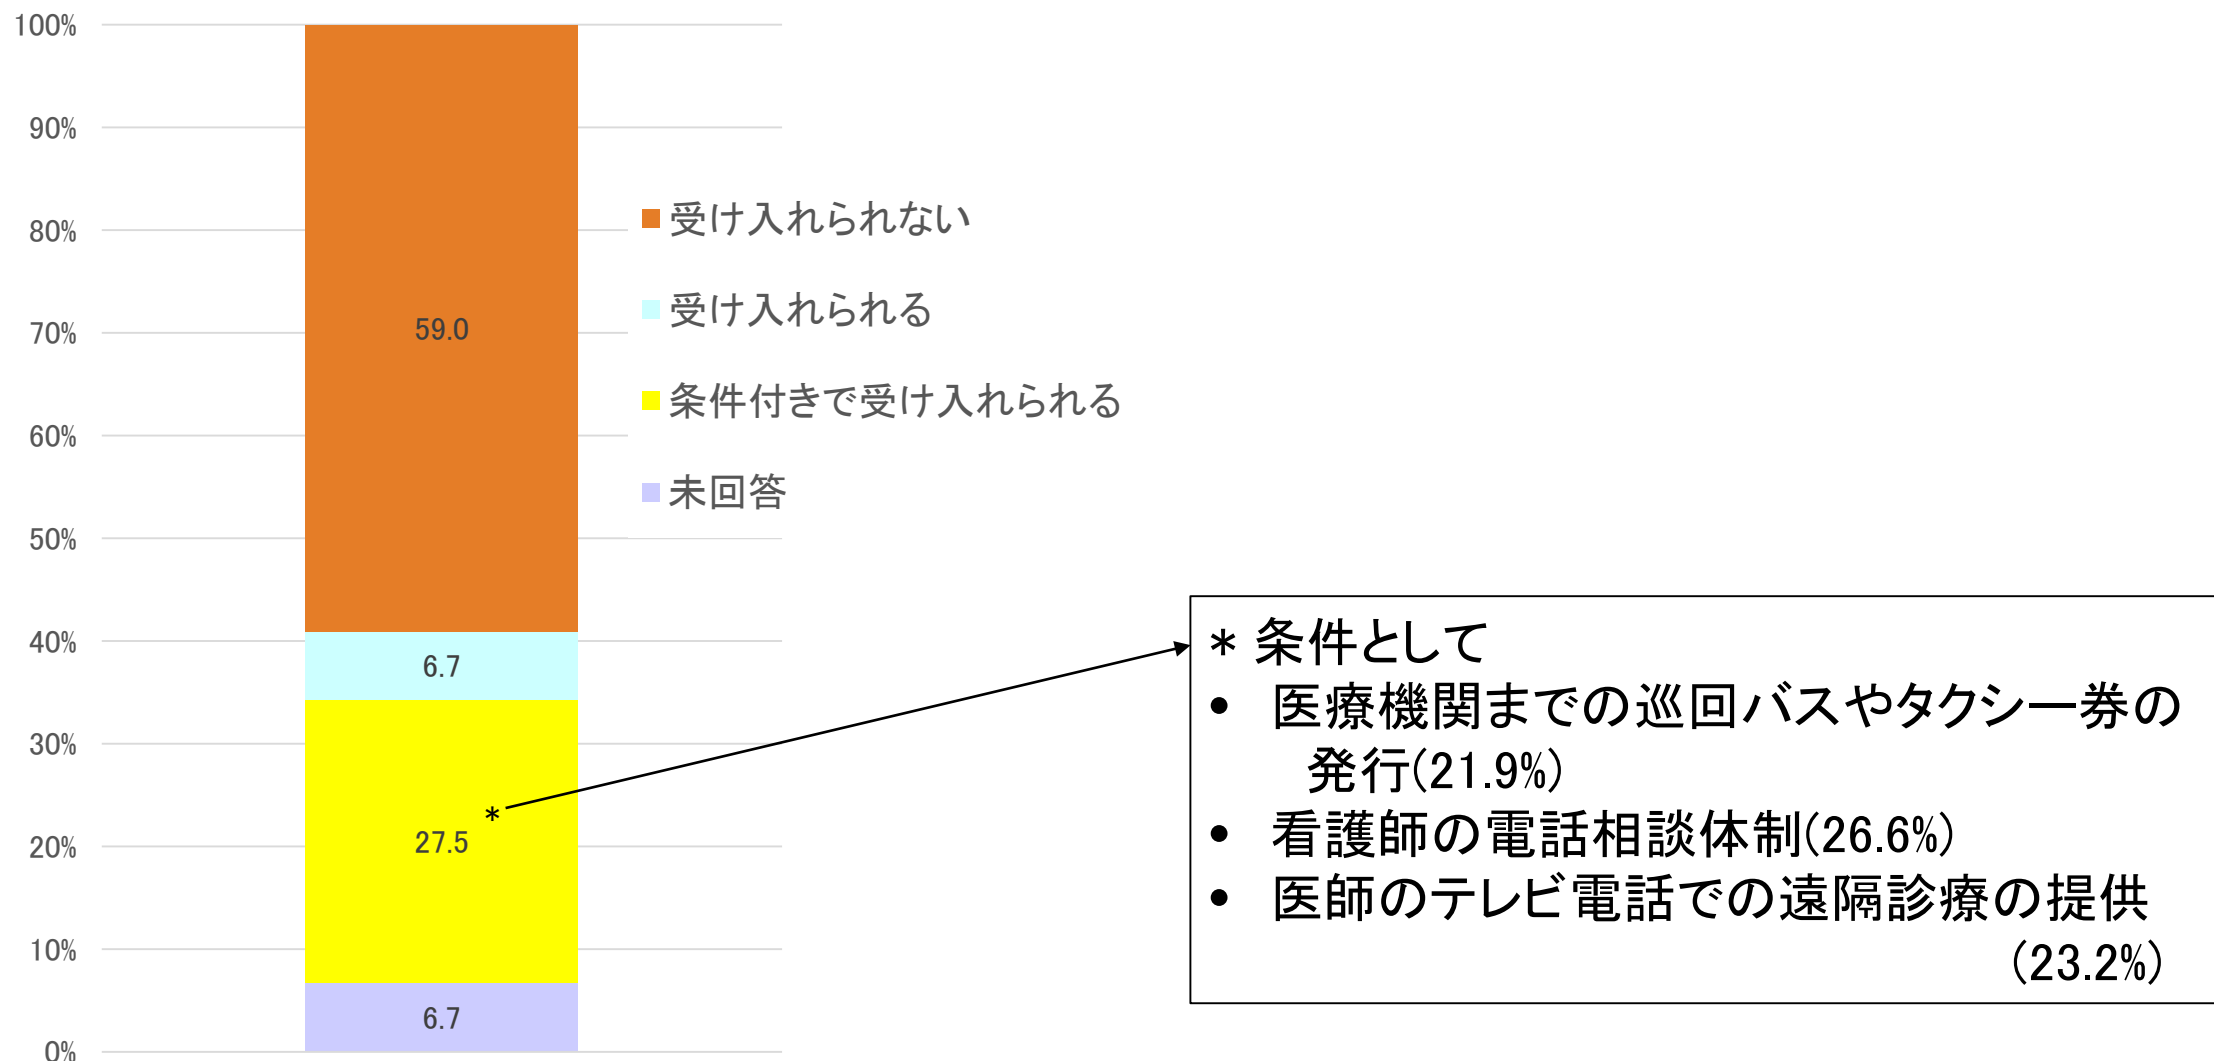 100%
90%
80%
70%
60%
50%
40%
30%
20%
10%
0%
59.0
6.7
27.5
*
6.7
受け入れられない
受け入れられる
条件付きで受け入れられる
未回答
* 条件として
• 医療機関までの巡回バスやタクシー券の
発行(21.9%)
• 看護師の電話相談体制(26.6%)
• 医師のテレビ電話での遠隔診療の提供
(23.2%)